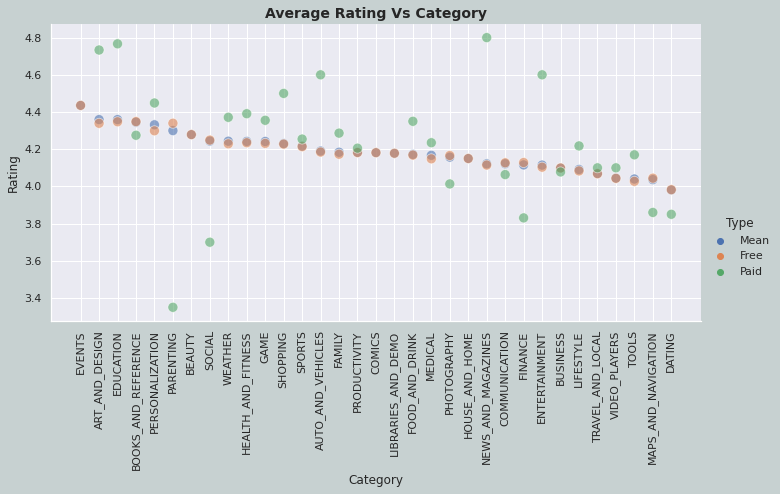 Average Rating Vs Category
4.8
4.6
4.4
4.2
4.0
3.8
3.6
3.4
Rating
EVENTS
ART_AND_DESIGN
EDUCATION
BOOKS_AND_REFERENCE
PERSONALIZATION
PARENTING
BEAUTY
SOCIAL
WEATHER
HEALTH_AND_FITNESS
GAME
SHOPPING
SPORTS
AUTO_AND_VEHICLES
FAMILY
PRODUCTIVITY
COMICS
LIBRARIES_AND_DEMO
FOOD_AND_DRINK
MEDICAL
PHOTOGRAPHY
HOUSE_AND_HOME
NEWS_AND_MAGAZINES
COMMUNICATION
FINANCE
ENTERTAINMENT
BUSINESS
LIFESTYLE
TRAVEL_AND_LOCAL
VIDEO_PLAYERS
TOOLS
MAPS_AND_NAVIGATION
DATING
Category
Type
Mean
Free
Paid